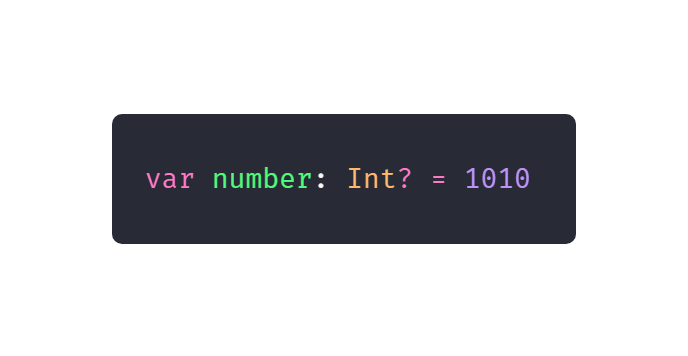 var number: Int? = 1010